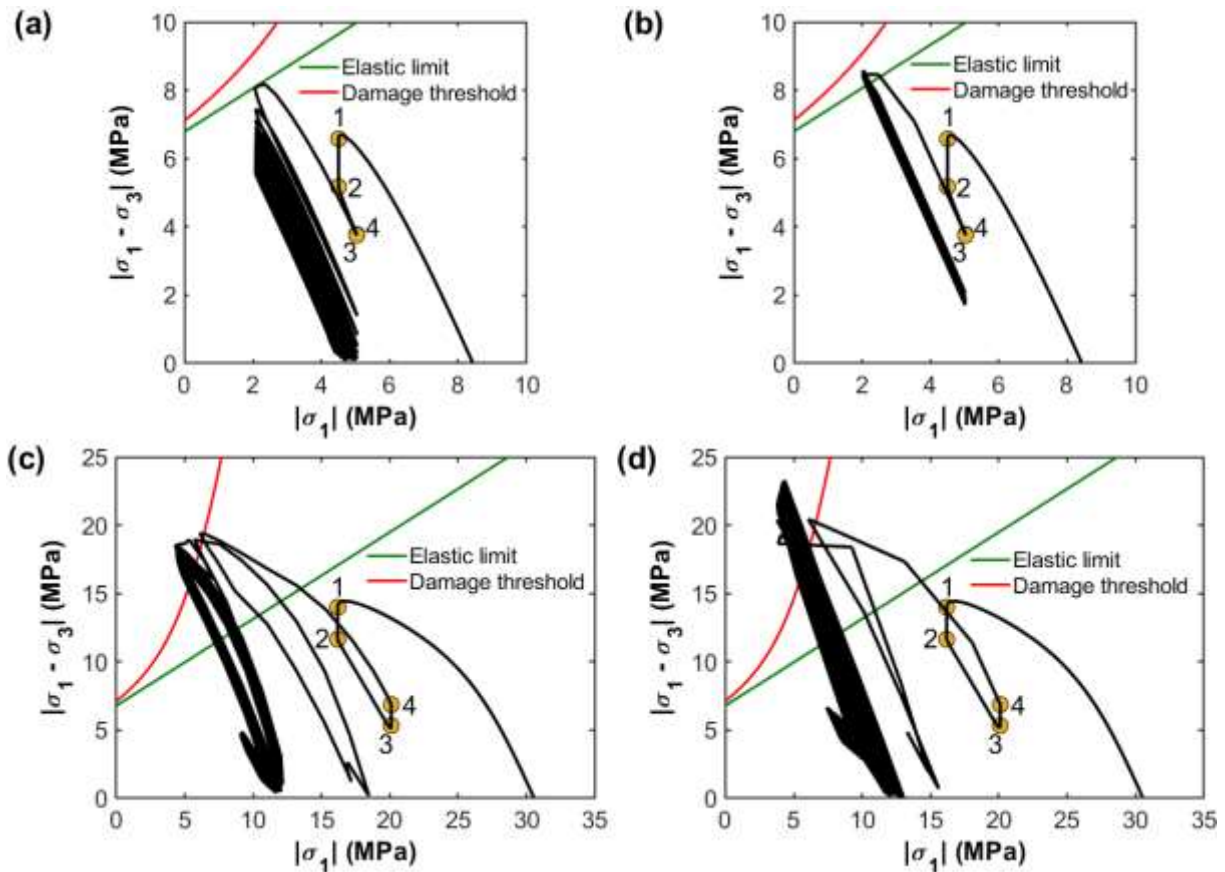 (a)
10
8
6
4
2
0
|σ1 - σ3| (MPa)
Elastic limit
Damage threshold
1
2
3
4
0 2 4 6 8 10
|σ1| (MPa)
(b)
10
8
6
4
2
0
|σ1 - σ3| (MPa)
Elastic limit
Damage threshold
1
2
3
4
0 2 4 6 8 10
|σ1| (MPa)
(c)
25
20
15
10
5
0
|σ1 - σ3| (MPa)
Elastic limit
Damage threshold
1
2
4
3
0 5 10 15 20 25 30 35
|σ1| (MPa)
(d)
25
20
15
10
5
0
|σ1 - σ3| (MPa)
Elastic limit
Damage threshold
1
2
4
3
0 5 10 15 20 25 30 35
|σ1| (MPa)